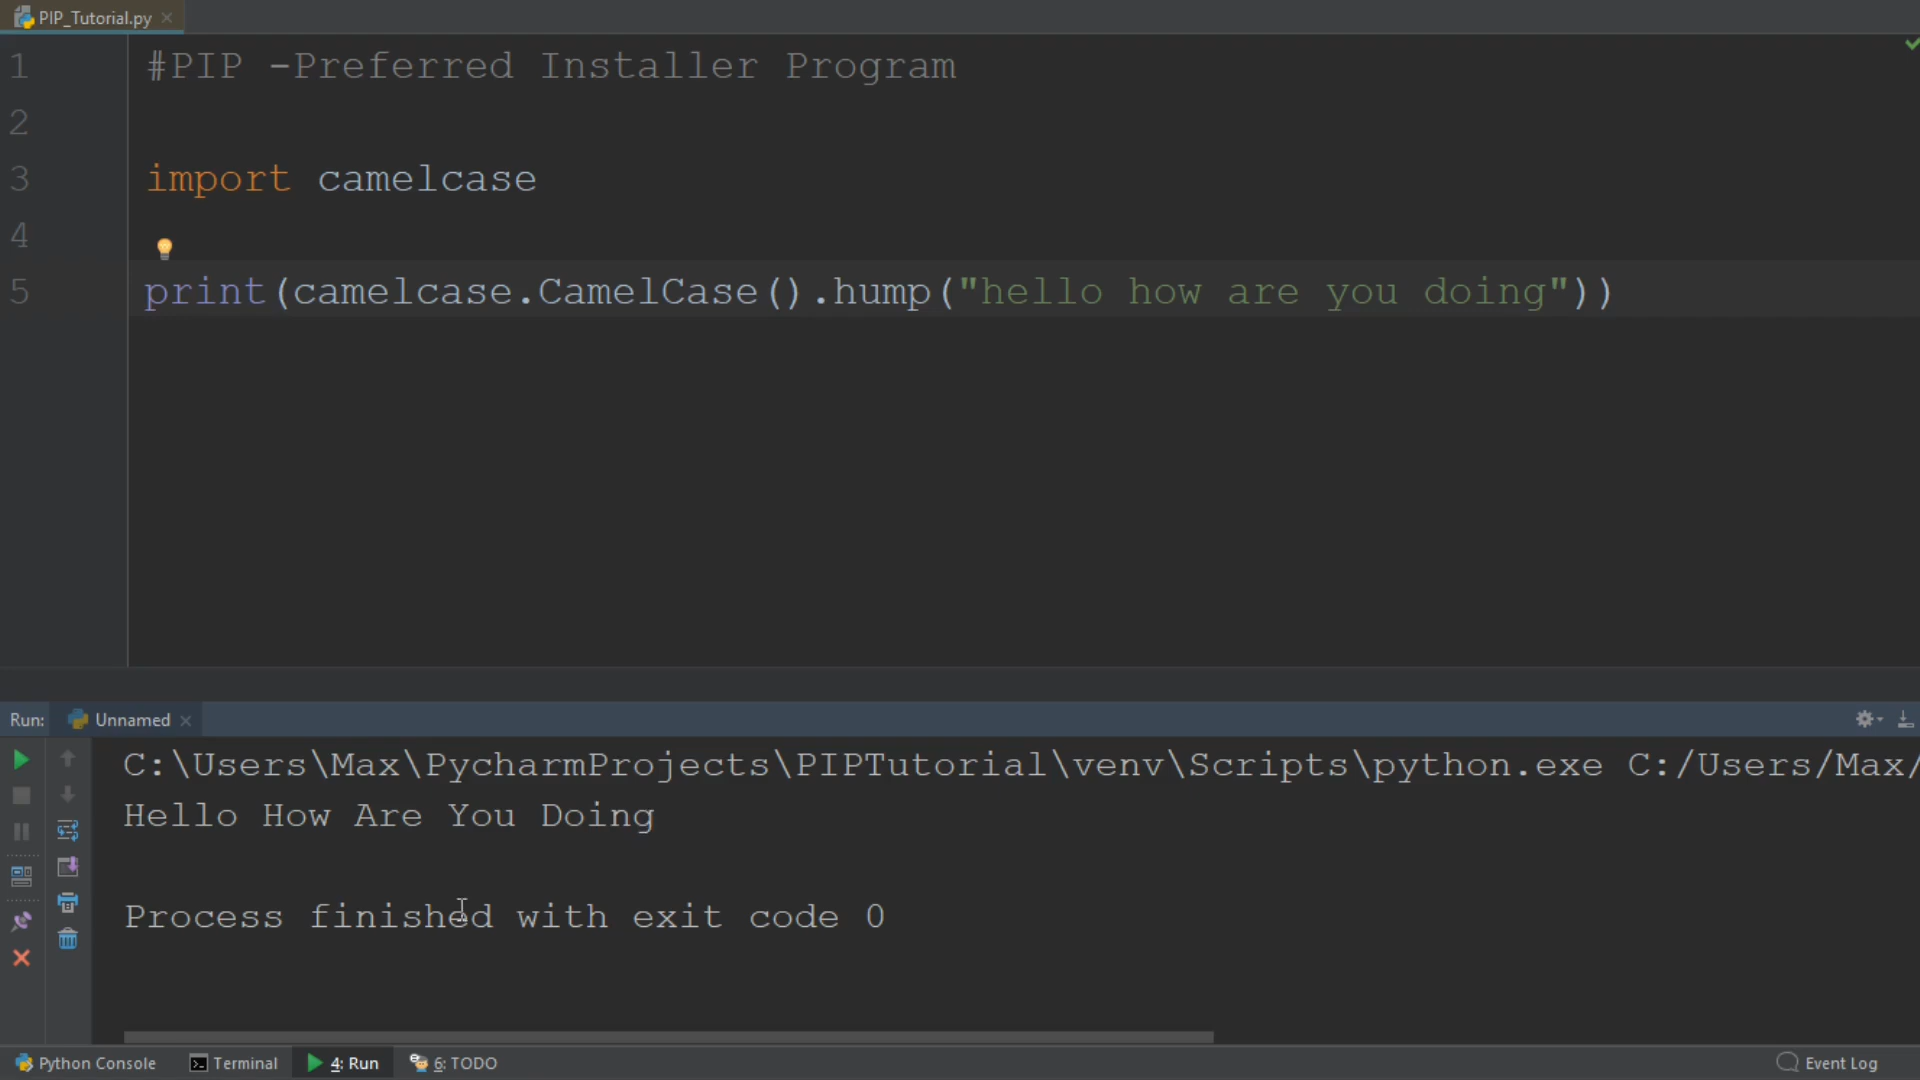 PIP_Tutorial.py
1 #PIP -Preferred Installer Program
2
3 import camelcase
4
5 print(camelcase.CamelCase().hump("hello how are you doing"))
Run: Unnamed
C:\Users\Max\PycharmProjects\PIPTutorial\venv\Scripts\python.exe C:/Users/Max/
Hello How Are You Doing
Process finished with exit code 0
Python Console Terminal 4: Run 6: TODO Event Log